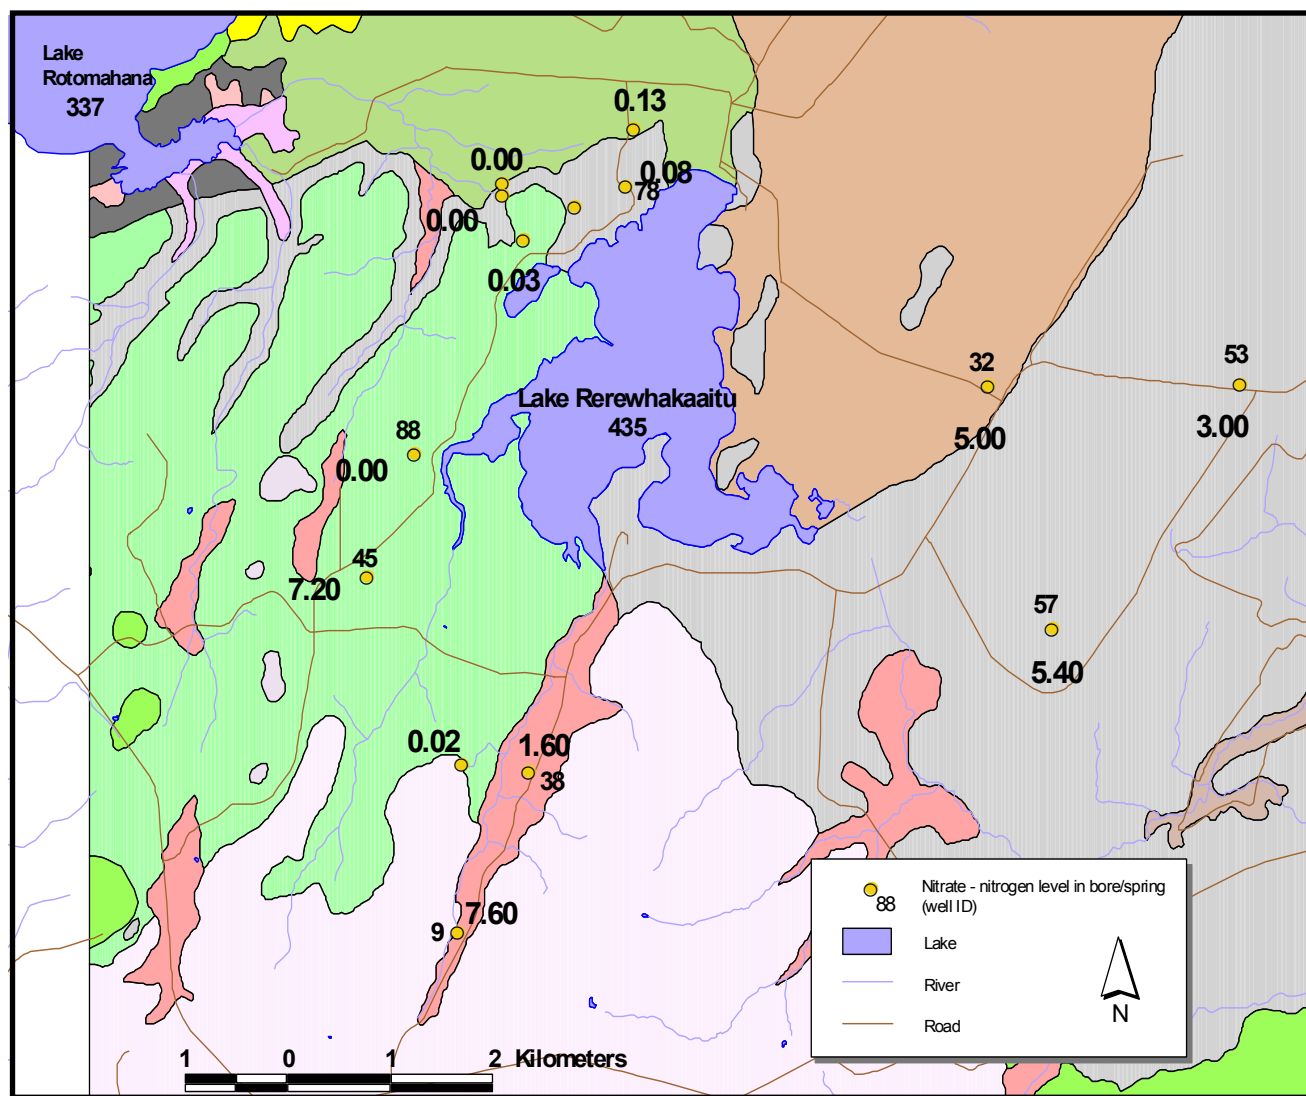 Lake
Rotomahana
337
0.13
0.00
0.08
78
0.00
0.03
32
53
Lake Rerewhakaaitu
435
5.00
3.00
88
0.00
45
7.20
57
5.40
0.02
1.60
38
7.60
9
88
Nitrate - nitrogen level in bore/spring
(well ID)
Lake
River
Road
N
1 0 1 2 Kilometers